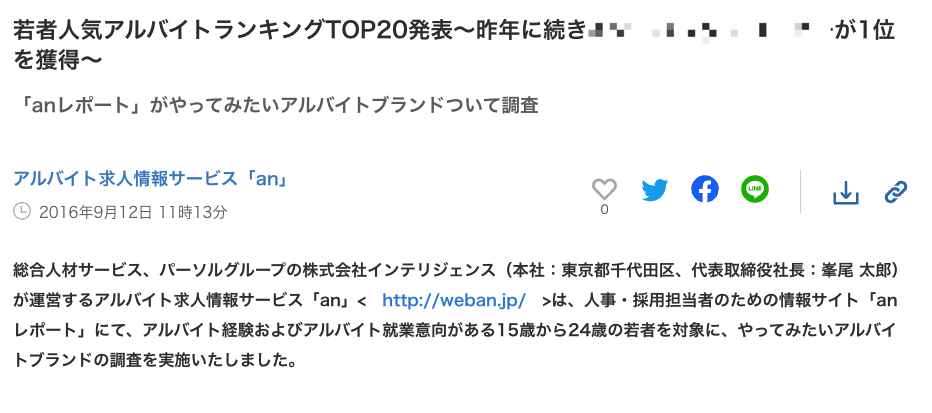 若者人気アルバイトランキングTOP20発表〜昨年に続きが1位
を獲得〜
「anレポート」がやってみたいアルバイトブランドついて調査
アルバイト求人情報サービス「an」
2016年9月12日 11時13分
0
LINE
総合人材サービス、パーソルグループの株式会社インテリジェンス（本社：東京都千代田区、代表取締役社長：峯尾 太郎）
が運営するアルバイト求人情報サービス「an」< http://weban.jp/ >は、人事・採用担当者のための情報サイト「an
レポート」にて、アルバイト経験およびアルバイト就業意向がある15歳から24歳の若者を対象に、やってみたいアルバイ
トブランドの調査を実施いたしました。